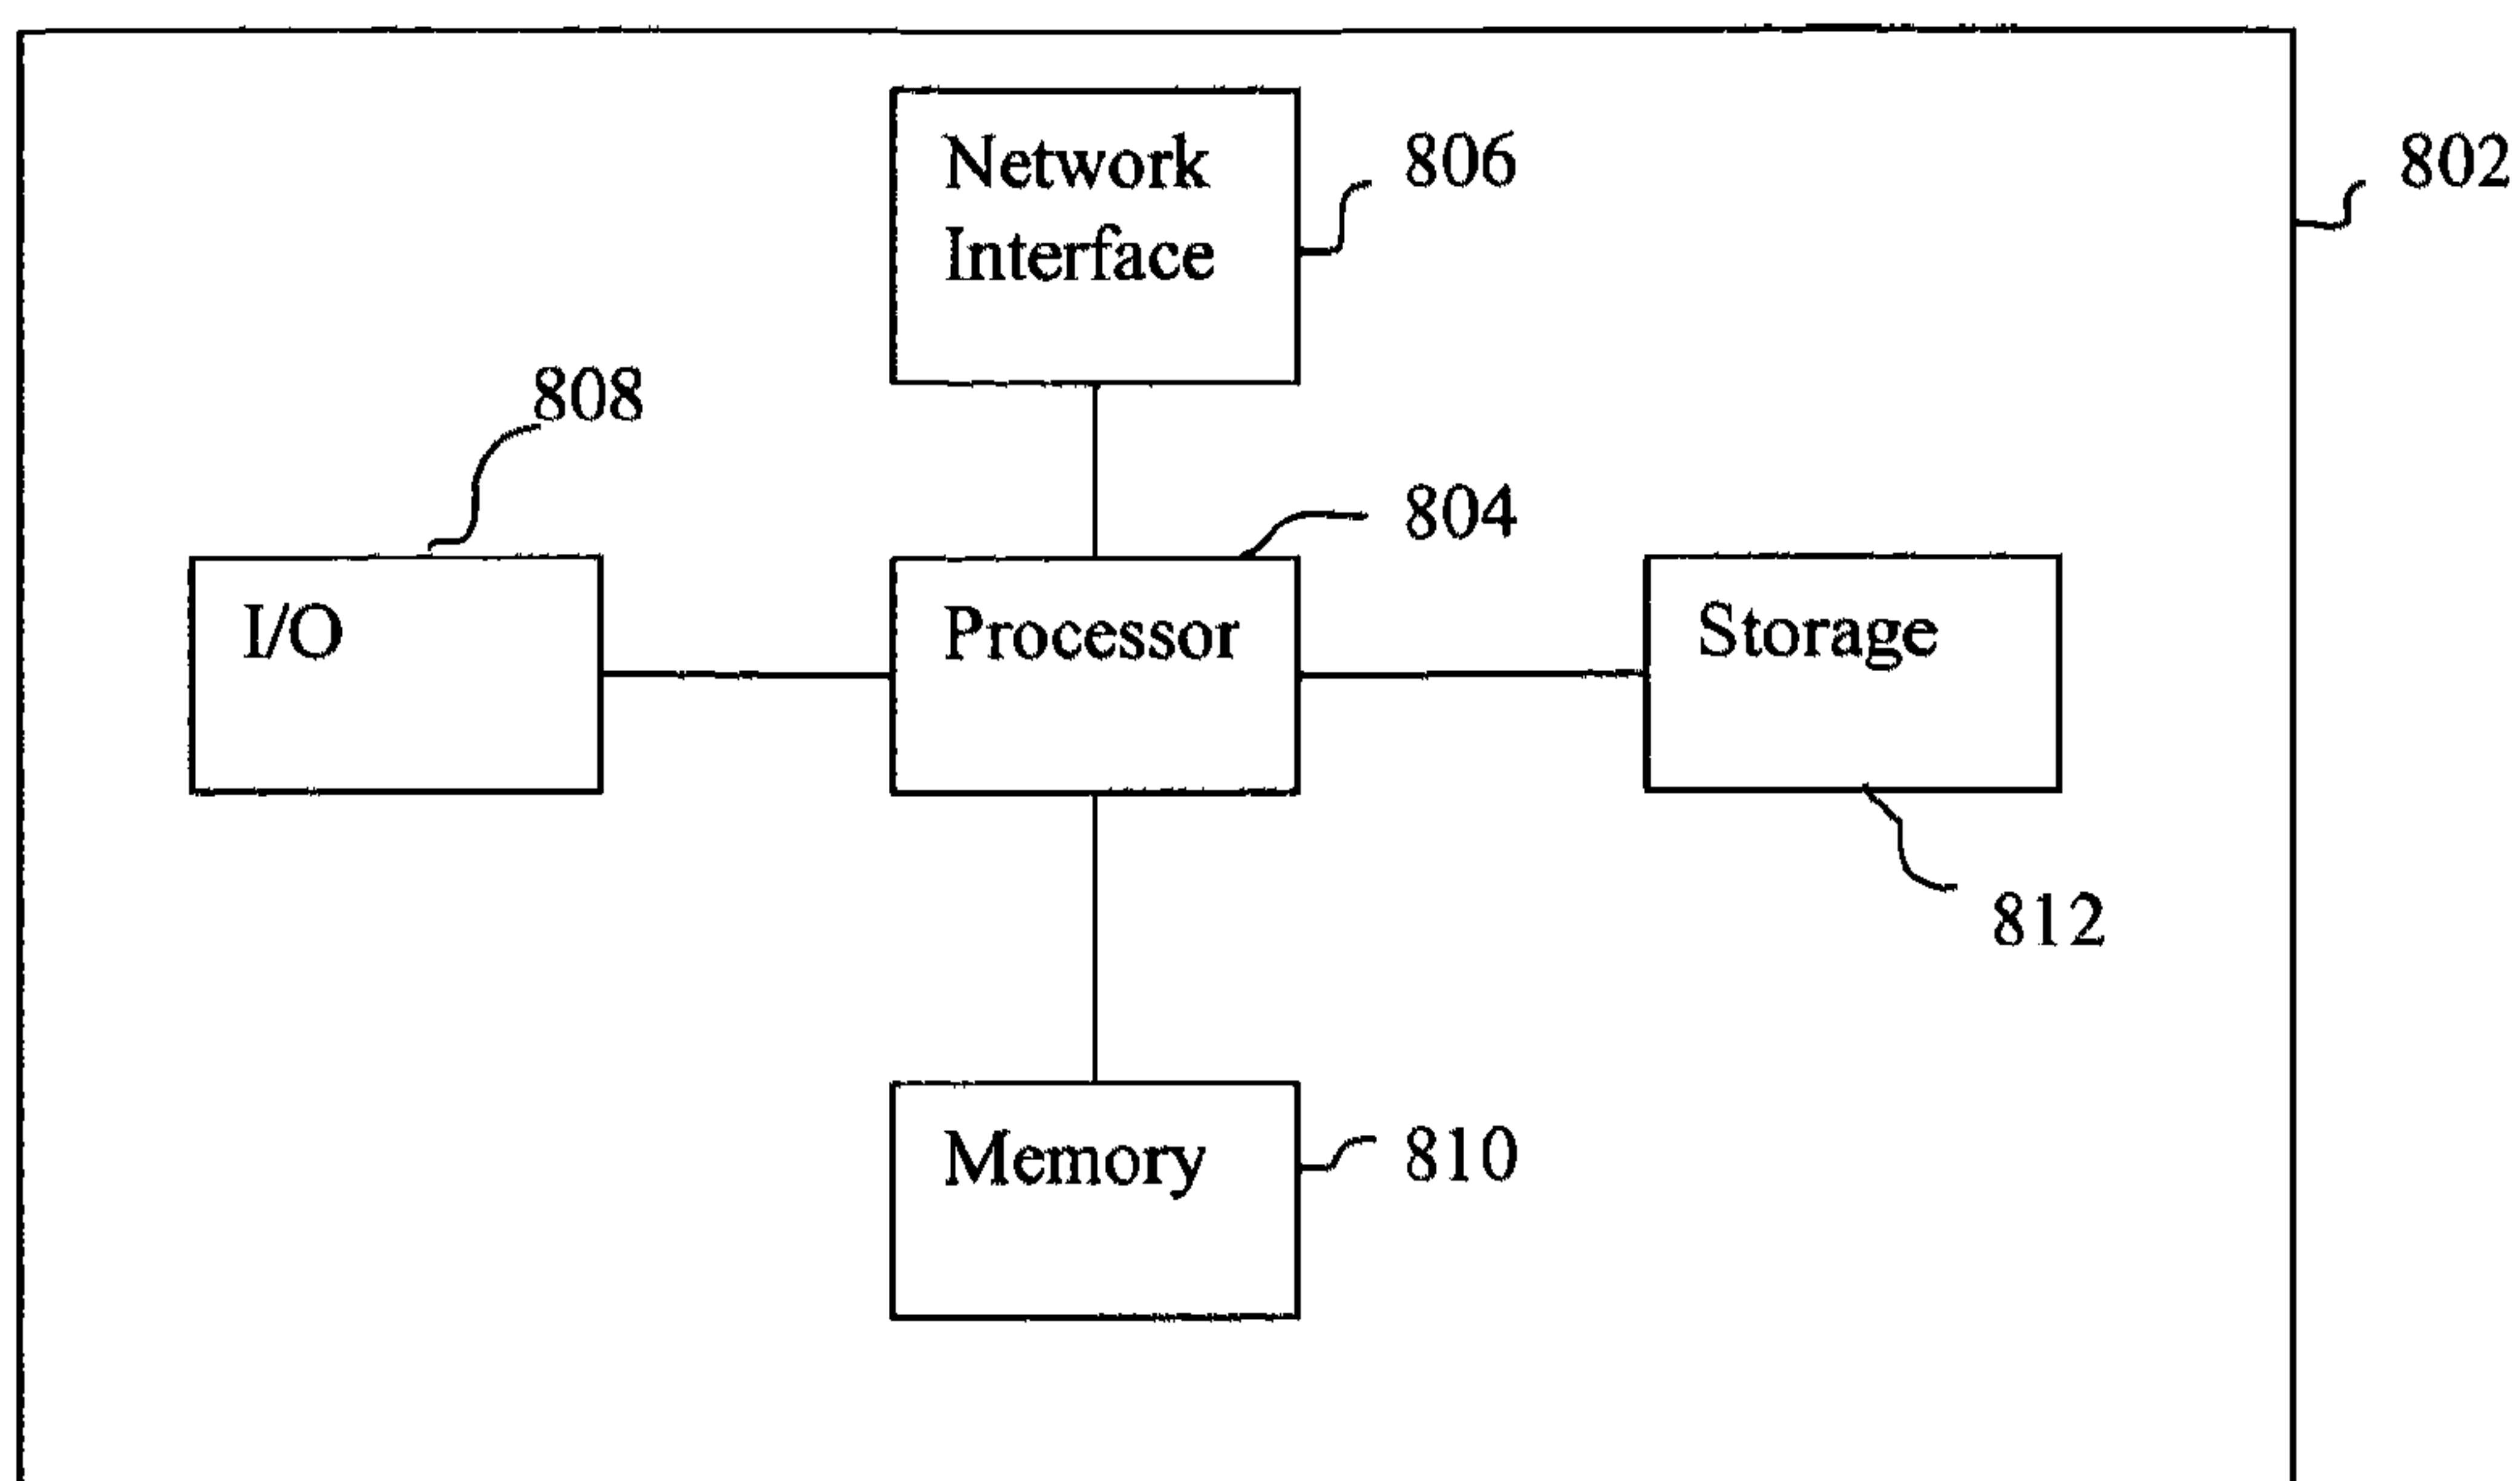 Network
Interface
806
802
808
804
I/O
Processor
Storage
812
Memory
810